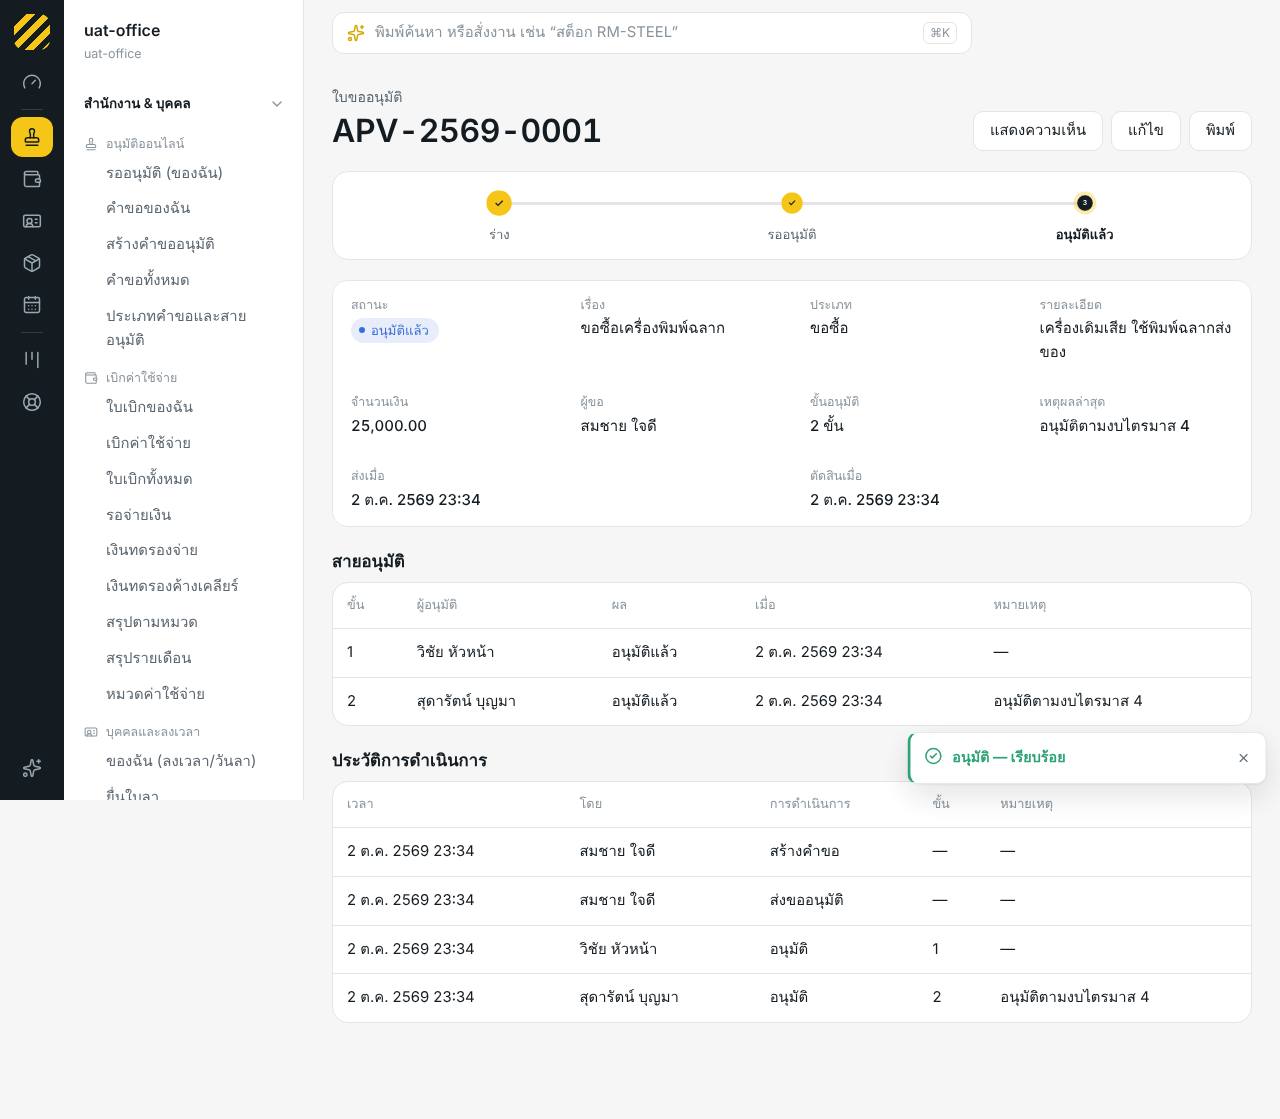 uat-office
uat-office
สำนักงาน & บุคคล
อนุมัติออนไลน์
รออนุมัติ (ของฉัน)
คำขอของฉัน
สร้างคำขออนุมัติ
คำขอทั้งหมด
ประเภทคำขอและสาย
อนุมัติ
เบิกค่าใช้จ่าย
ใบเบิกของฉัน
เบิกค่าใช้จ่าย
ใบเบิกทั้งหมด
รอจ่ายเงิน
เงินทดรองจ่าย
เงินทดรองค้างเคลียร์
สรุปตามหมวด
สรุปรายเดือน
หมวดค่าใช้จ่าย
บุคคลและลงเวลา
ของฉัน (ลงเวลา/วันลา)
ยื่นใบลา
พิมพ์ค้นหา หรือสั่งงาน เช่น “สต็อก RM-STEEL” ⌘K
ใบขออนุมัติ
APV-2569-0001
แสดงความเห็น แก้ไข พิมพ์
3
ร่าง รออนุมัติ อนุมัติแล้ว
สถานะ เรื่อง ประเภท รายละเอียด
อนุมัติแล้ว ขอซื้อเครื่องพิมพ์ฉลาก ขอซื้อ เครื่องเดิมเสีย ใช้พิมพ์ฉลากส่ง
ของ
จำนวนเงิน ผู้ขอ ขั้นอนุมัติ เหตุผลล่าสุด
25,000.00 สมชาย ใจดี 2 ขั้น อนุมัติตามงบไตรมาส 4
ส่งเมื่อ ตัดสินเมื่อ
2 ต.ค. 2569 23:34 2 ต.ค. 2569 23:34
สายอนุมัติ
ขั้น ผู้อนุมัติ ผล เมื่อ หมายเหตุ
1 วิชัย หัวหน้า อนุมัติแล้ว 2 ต.ค. 2569 23:34 —
2 สุดารัตน์ บุญมา อนุมัติแล้ว 2 ต.ค. 2569 23:34 อนุมัติตามงบไตรมาส 4
ประวัติการดำเนินการ
อนุมัติ — เรียบร้อย
เวลา โดย การดำเนินการ ขั้น หมายเหตุ
2 ต.ค. 2569 23:34 สมชาย ใจดี สร้างคำขอ — —
2 ต.ค. 2569 23:34 สมชาย ใจดี ส่งขออนุมัติ — —
2 ต.ค. 2569 23:34 วิชัย หัวหน้า อนุมัติ 1 —
2 ต.ค. 2569 23:34 สุดารัตน์ บุญมา อนุมัติ 2 อนุมัติตามงบไตรมาส 4